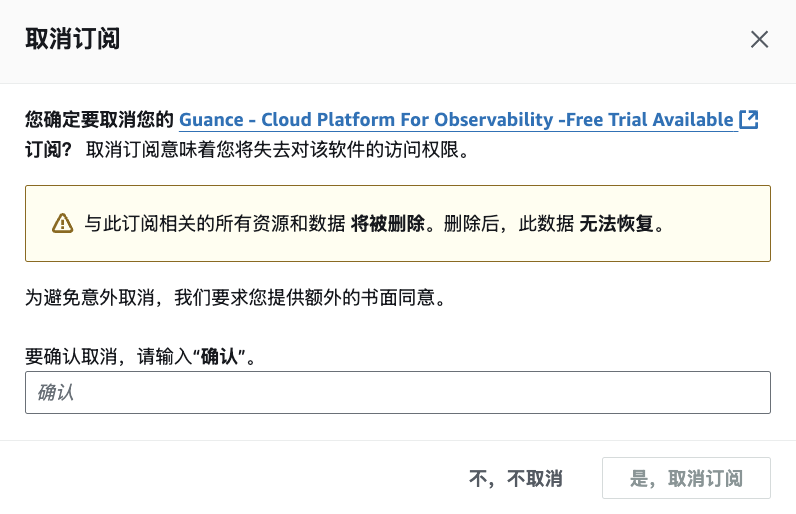 取消订阅
您确定要取消您的 Guance - Cloud Platform For Observability -Free Trial Available
订阅？ 取消订阅意味着您将失去对该软件的访问权限。
与此订阅相关的所有资源和数据 将被删除。删除后，此数据 无法恢复。
为避免意外取消，我们要求您提供额外的书面同意。
要确认取消，请输入“确认”。
确认
不，不取消
是，取消订阅